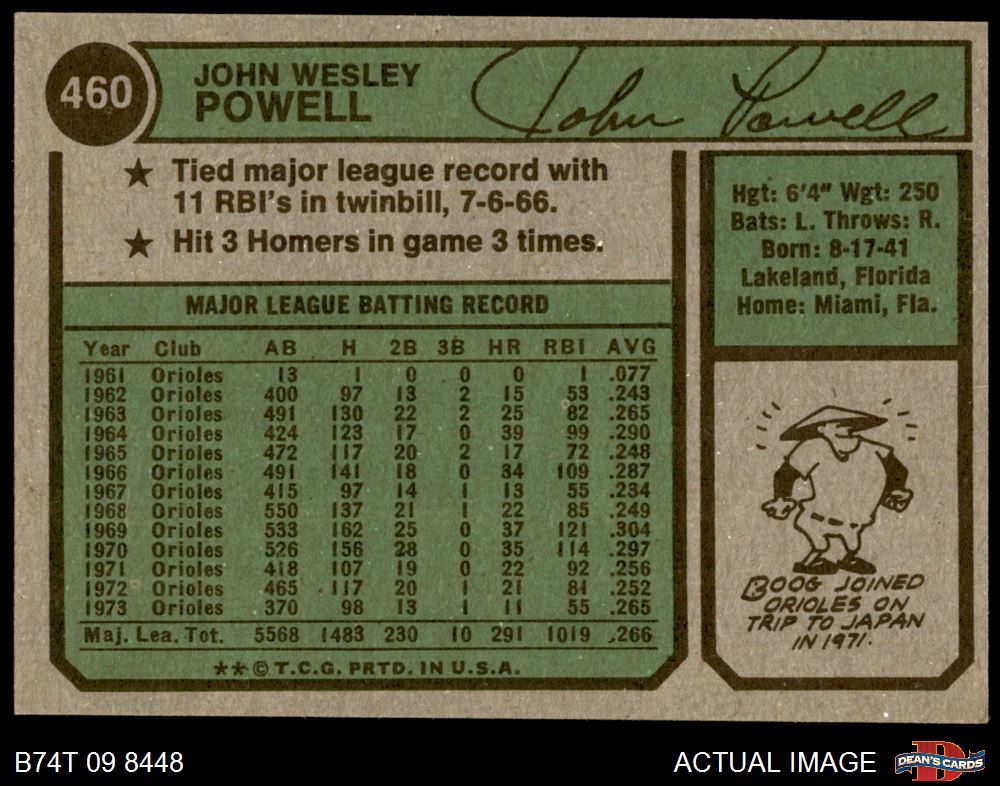 460
JOHN WESLEY
POWELL
John Powell
★ Tied major league record with
11 RBI's in twinbill, 7-6-66.
★ Hit 3 Homers in game 3 times.
MAJOR LEAGUE BATTING RECORD
Year Club AB H 2B 3B HR RBI AVG
1961 Orioles 13 1 0 0 0 1 .077
1962 Orioles 400 97 13 2 15 53 .243
1963 Orioles 491 130 22 2 25 82 .265
1964 Orioles 424 123 17 0 39 99 .290
1965 Orioles 472 117 20 2 17 72 .248
1966 Orioles 491 141 18 0 34 109 .287
1967 Orioles 415 97 14 1 13 55 .234
1968 Orioles 550 137 21 1 22 85 .249
1969 Orioles 533 162 25 0 37 121 .304
1970 Orioles 526 156 28 0 35 114 .297
1971 Orioles 418 107 19 0 22 92 .256
1972 Orioles 465 117 20 1 21 81 .252
1973 Orioles 370 98 13 1 11 55 .265
Maj. Lea. Tot. 5568 1483 230 10 291 1019 .266
**©T.C.G. PRTD. IN U.S.A.
Hgt: 6'4" Wgt: 250
Bats: L. Throws: R.
Born: 8-17-41
Lakeland, Florida
Home: Miami, Fla.
BOOG JOINED
ORIOLES ON
TRIP TO JAPAN
IN 1971.
B74T 09 8448
ACTUAL IMAGE
D
DEAN'S CARDS